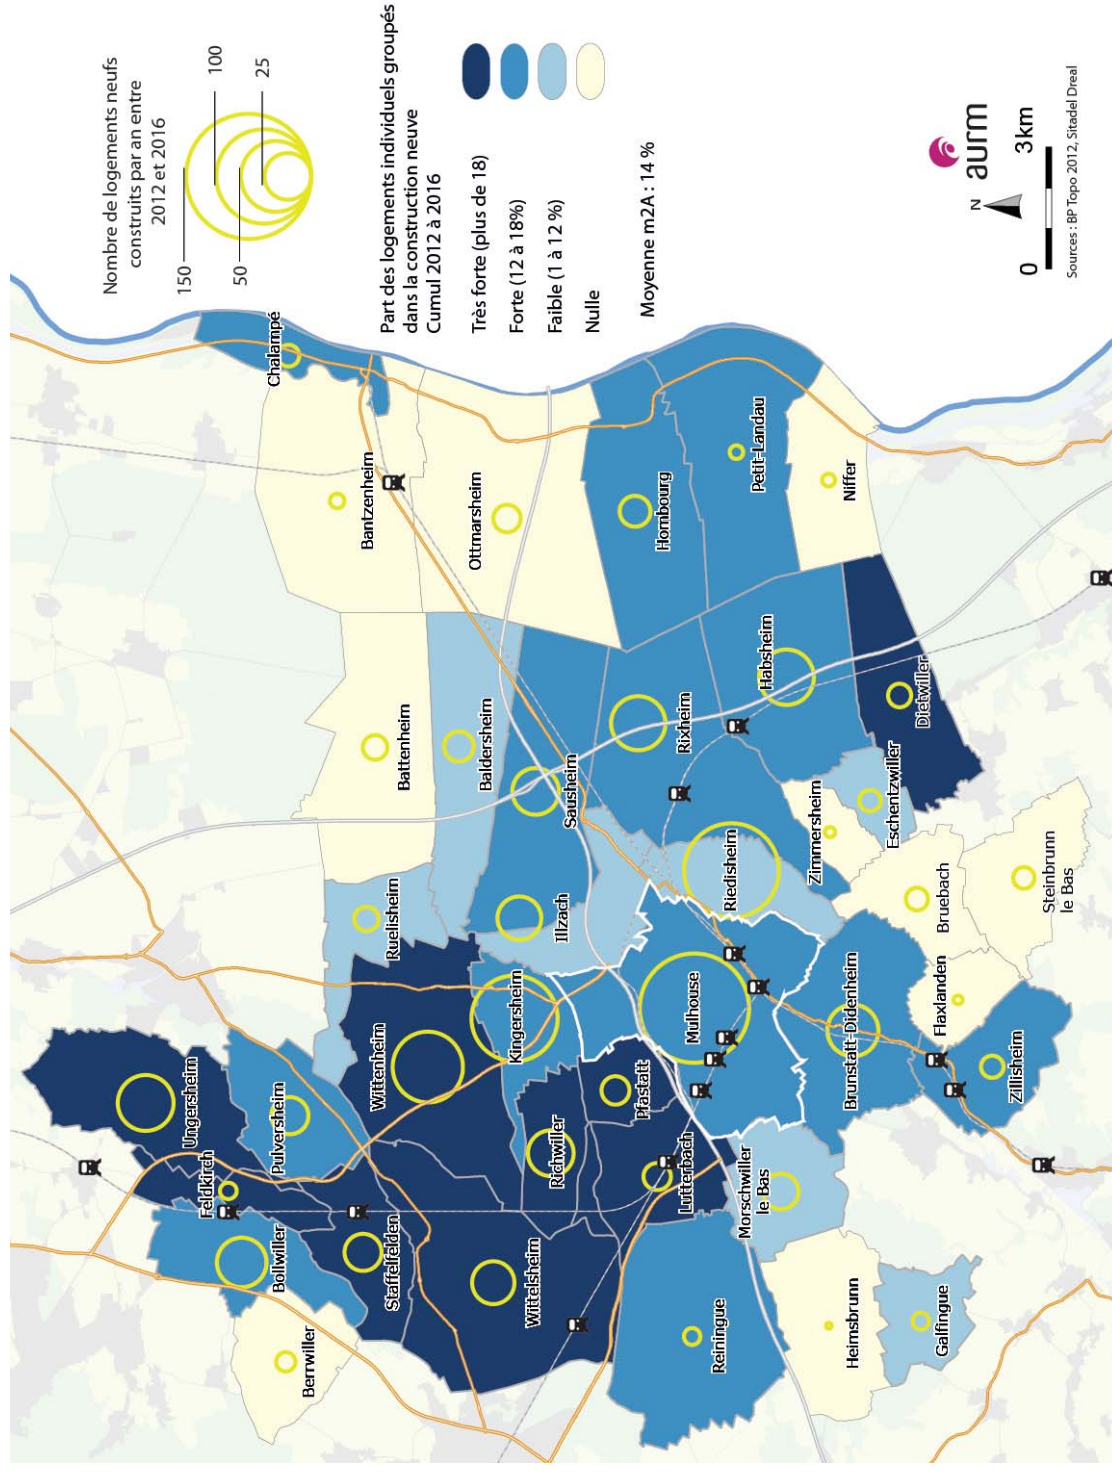 Nombre de logements neufs
construits par an entre
2012 et 2016
150
100
50
25
Part des logements individuels groupés
dans la construction neuve
Cumul 2012 à 2016
Très forte (plus de 18)
Forte (12 à 18%)
Faible (1 à 12 %)
Nulle
Moyenne m2A : 14 %
N
aurm
0
3km
Sources : BP Topo 2012, Sitadel Dreal
Chalampé
Bantzenheim
Ottmarsheim
Hombourg
Petit-Landau
Niffer
Battenheim
Baldersheim
Sausheim
Rixheim
Habsheim
Dietwiller
Eschentzwiller
Zimmersheim
Riedisheim
Ruelisheim
Illzach
Bruebach
Steinbrunn
le Bas
Flaxlanden
Zillisheim
Brunstatt-Didenheim
Mulhouse
Kingersheim
Wittenheim
Ungersheim
Pulversheim
Feldkirch
Bollwiller
Staffelfelden
Berrwiller
Wittelsheim
Richwiller
Pfastatt
Lutterbach
Morschwiller
le Bas
Reiningue
Heimsbrunn
Galfingue